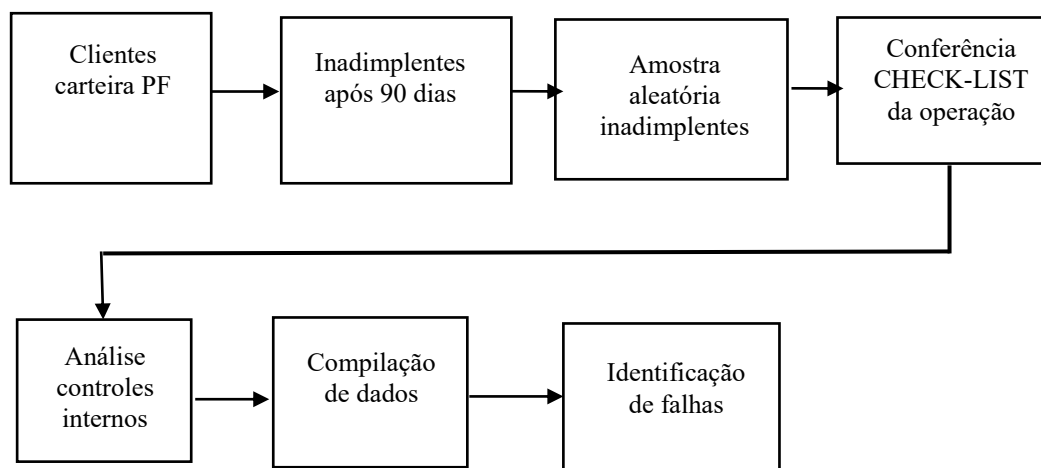 Clientes
carteira PF
Inadimplentes
após 90 dias
Amostra
aleatória
inadimplentes
Conferência
CHECK-LIST
da operação
Análise
controles
internos
Compilação
de dados
Identificação
de falhas